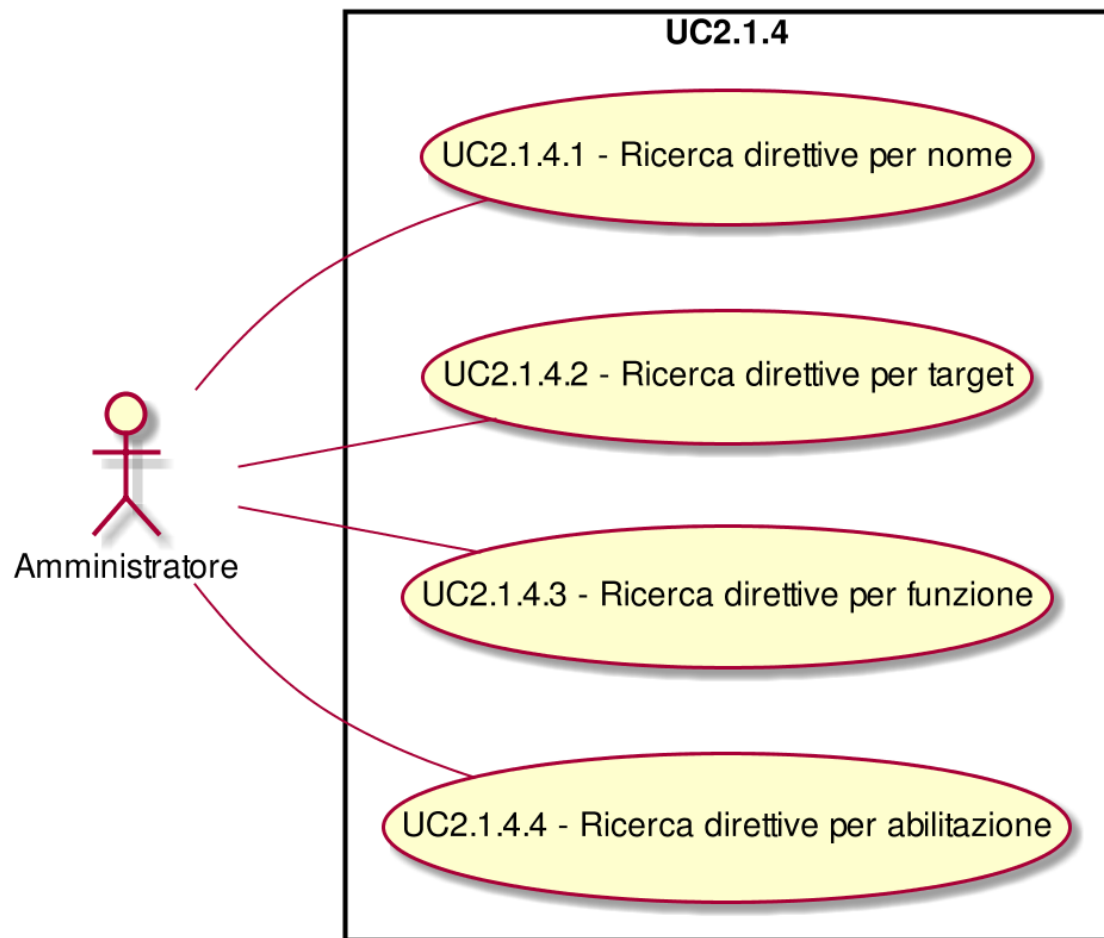 UC2.1.4
UC2.1.4.1 - Ricerca direttive per nome
UC2.1.4.2 - Ricerca direttive per target
UC2.1.4.3 - Ricerca direttive per funzione
Amministratore
UC2.1.4.4 - Ricerca direttive per abilitazione